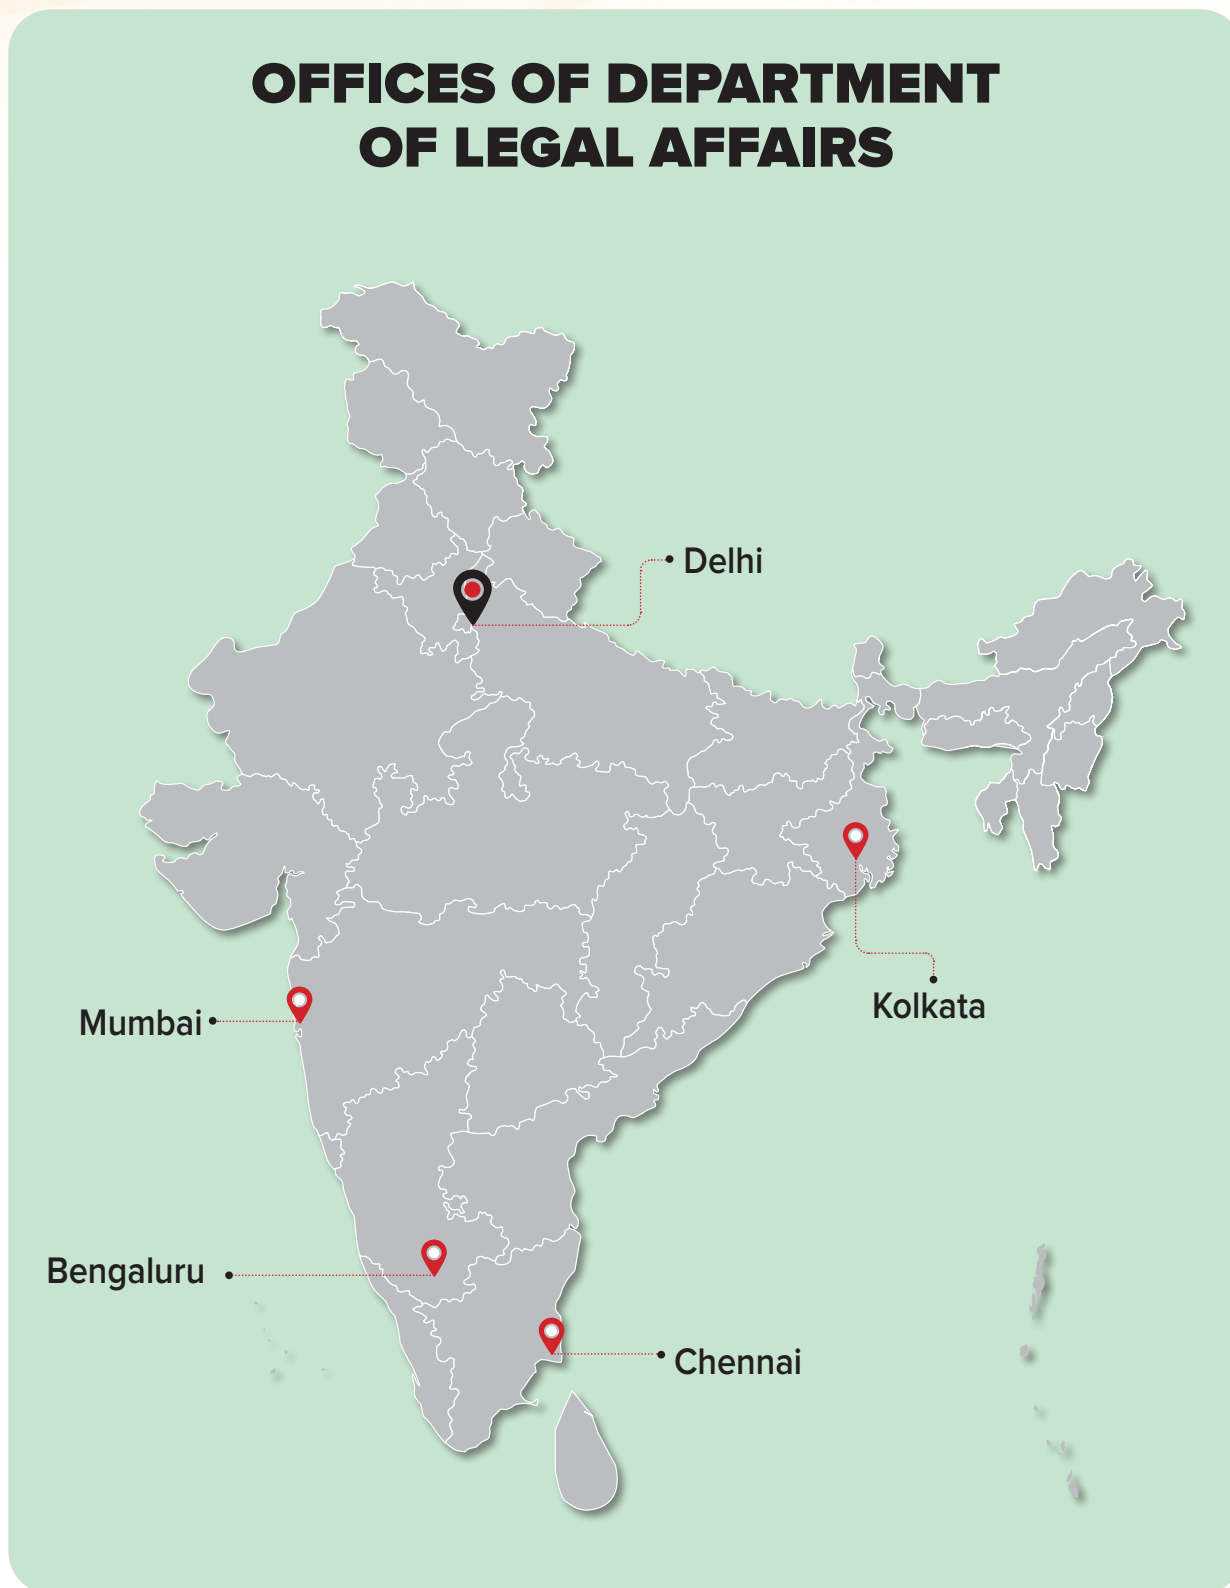 OFFICES OF DEPARTMENT
OF LEGAL AFFAIRS
Delhi
Kolkata
Mumbai
Bengaluru
Chennai